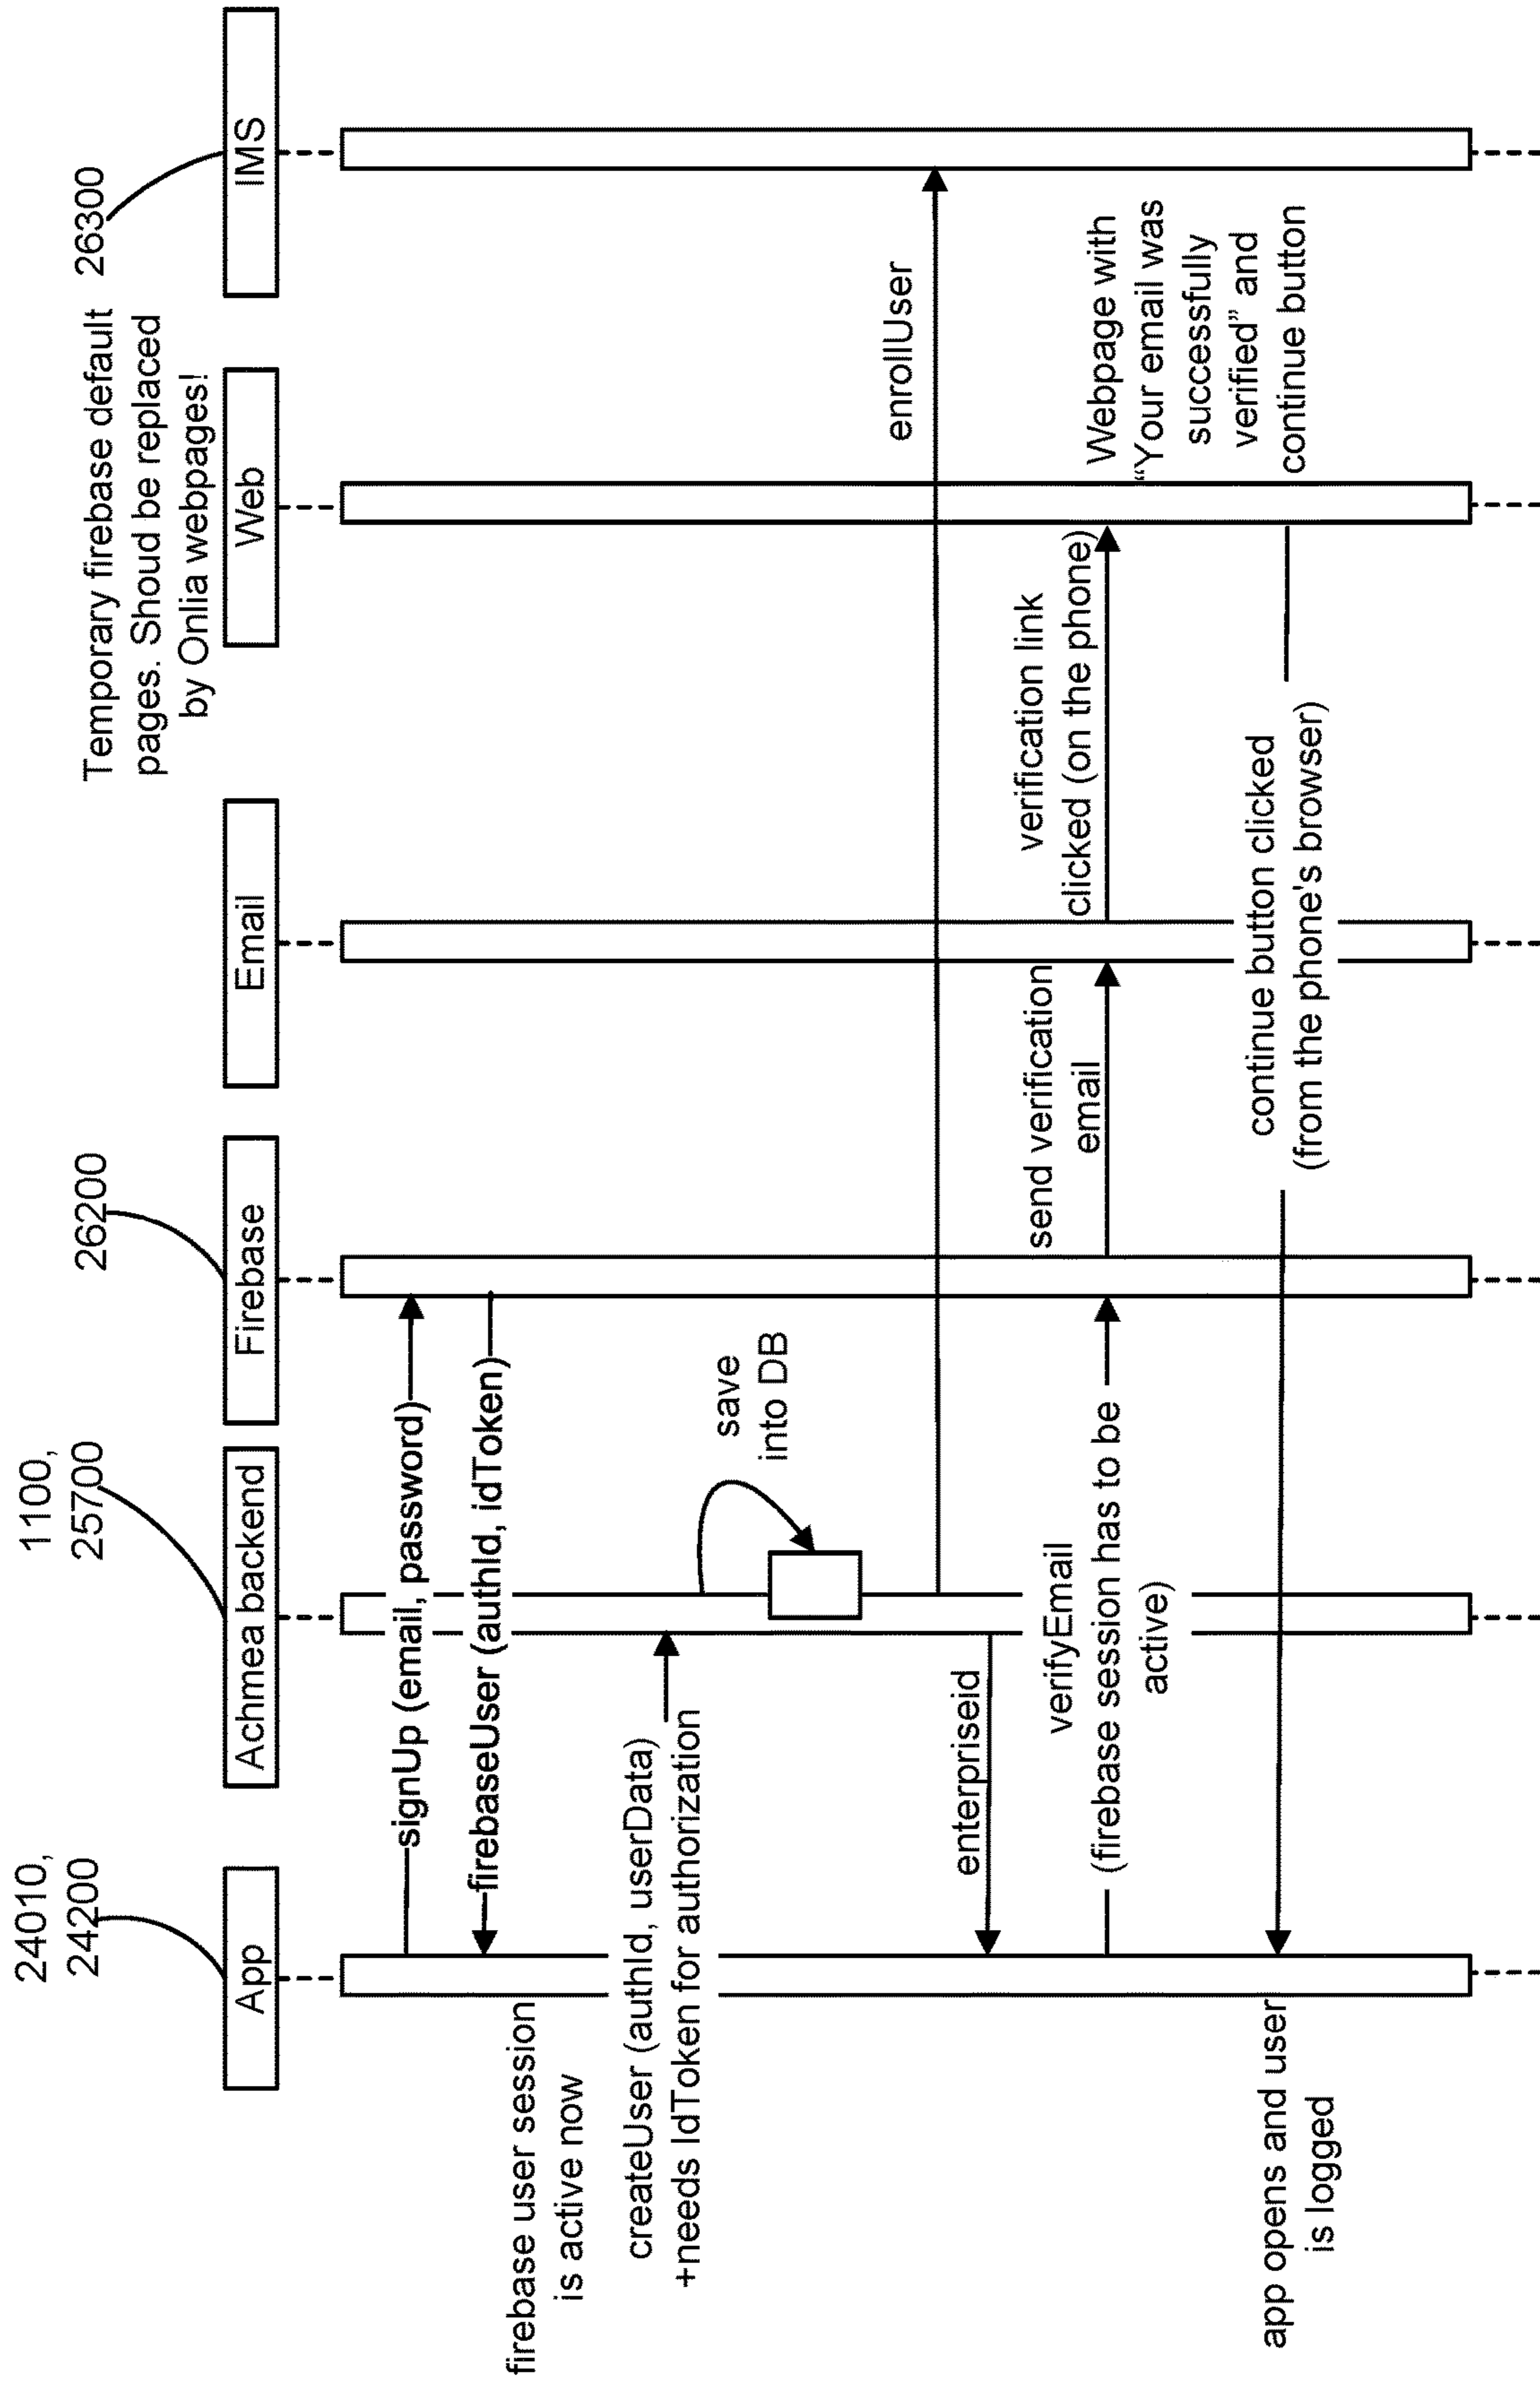 24010,
24200
1100,
25700
26200
Temporary firebase default
pages. Shoud be replaced
by Onlia webpages!
26300
App
Achmea backend
Firebase
Email
Web
IMS
signUp (email, password)
firebaseUser (authId, idToken)
firebase user session
is active now
createUser (authId, userData)
+needs IdToken for authorization
save
into DB
enrollUser
enterpriseid
verifyEmail
(firebase session has to be
active)
send verification
email
verification link
clicked (on the phone)
Webpage with
“Your email was
successfully
verified” and
continue button
continue button clicked
(from the phone's browser)
app opens and user
is logged